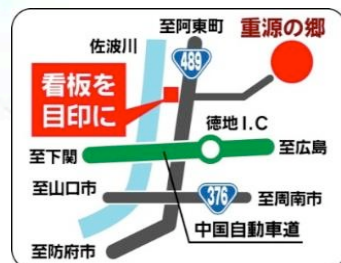 至阿東町
重源の郷
佐波川
489
看板を
目印に
徳地I.C
至下関
至広島
至山口市
376
至周南市
中国自動車道
至防府市